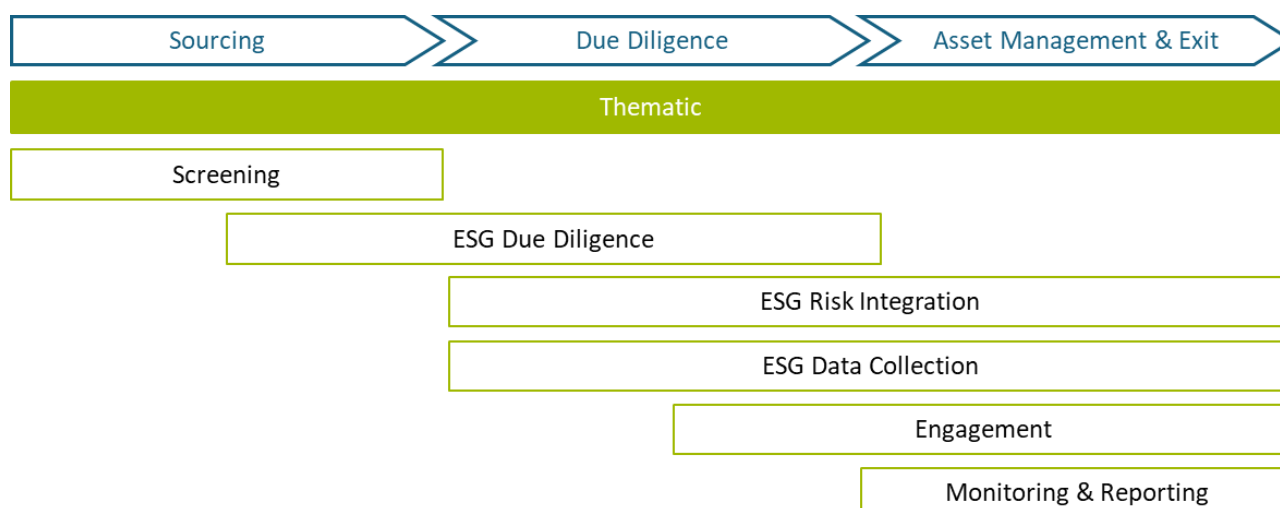 Sourcing
Due Diligence
Asset Management & Exit
Thematic
Screening
ESG Due Diligence
ESG Risk Integration
ESG Data Collection
Engagement
Monitoring & Reporting